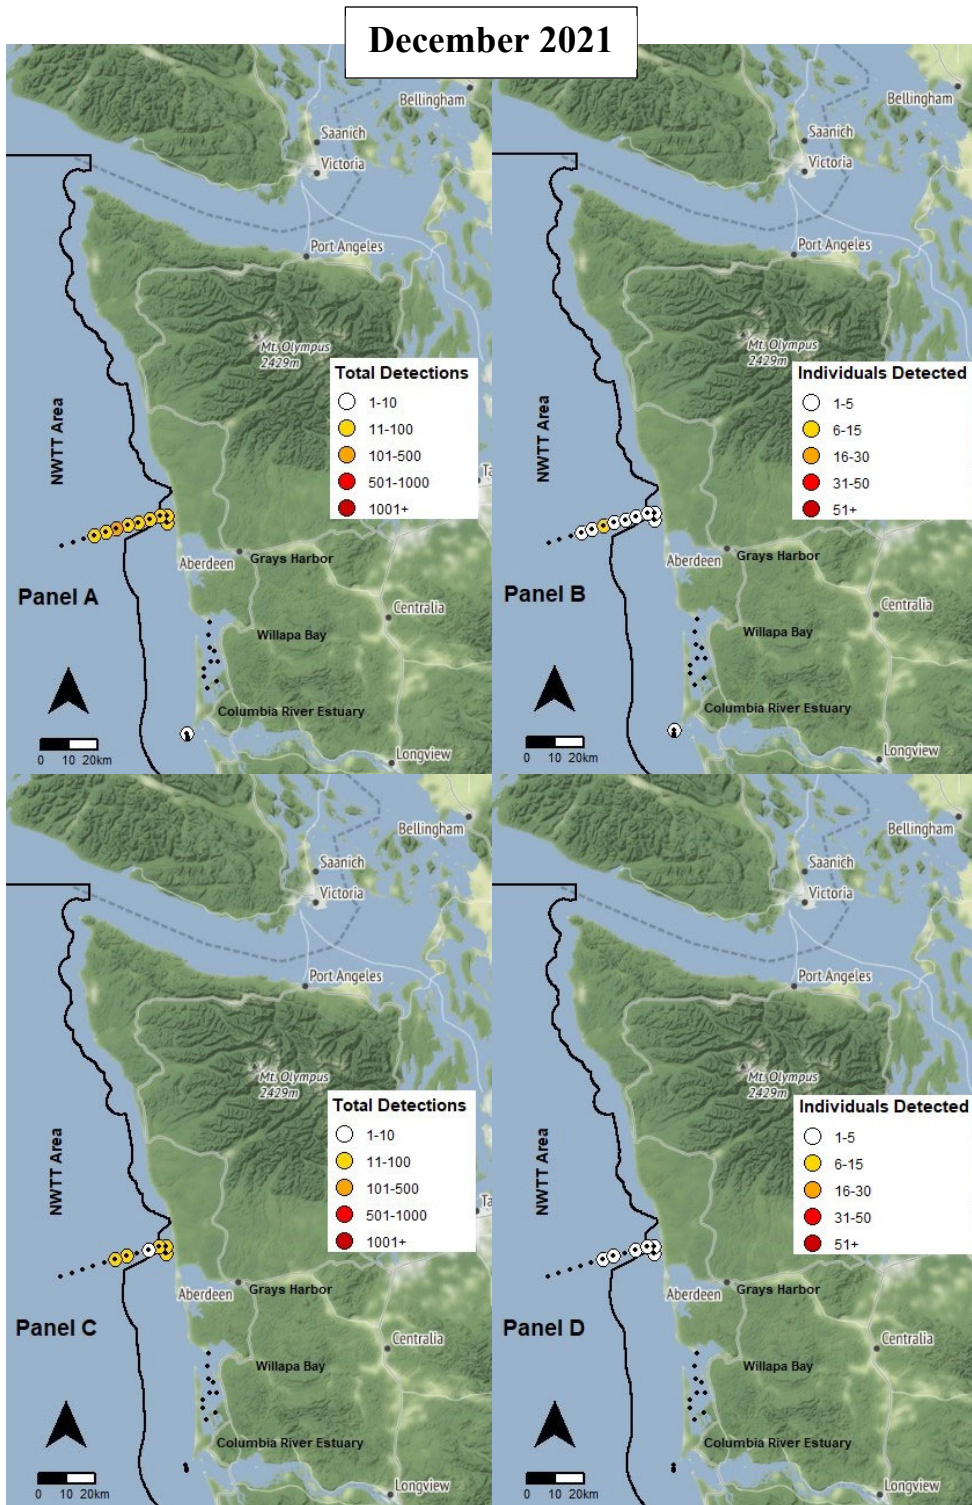 December 2021
Bellingham
Saanich
Victoria
Port Angeles
Mt. Olympus
2429m
Total Detections
1-10
11-100
101-500
501-1000
1001+
NWTT Area
Grays Harbor
Aberdeen
Panel A
Centralia
Willapa Bay
Columbia River Estuary
0 10 20km
Longview
Ta
Bellingham
Saanich
Victoria
Port Angeles
Mt. Olympus
2429m
Individuals Detected
1-5
6-15
16-30
31-50
51+
NWTT Area
Grays Harbor
Aberdeen
Panel B
Centralia
Willapa Bay
Columbia River Estuary
0 10 20km
Longview
Bellingham
Saanich
Victoria
Port Angeles
Mt. Olympus
2429m
Total Detections
1-10
11-100
101-500
501-1000
1001+
NWTT Area
Ta
Grays Harbor
Aberdeen
Panel C
Centralia
Willapa Bay
Columbia River Estuary
0 10 20km
Longview
Bellingham
Saanich
Victoria
Port Angeles
Mt. Olympus
2429m
Individuals Detected
1-5
6-15
16-30
31-50
51+
NWTT Area
Grays Harbor
Aberdeen
Panel D
Centralia
Willapa Bay
Columbia River Estuary
0 10 20km
Longview